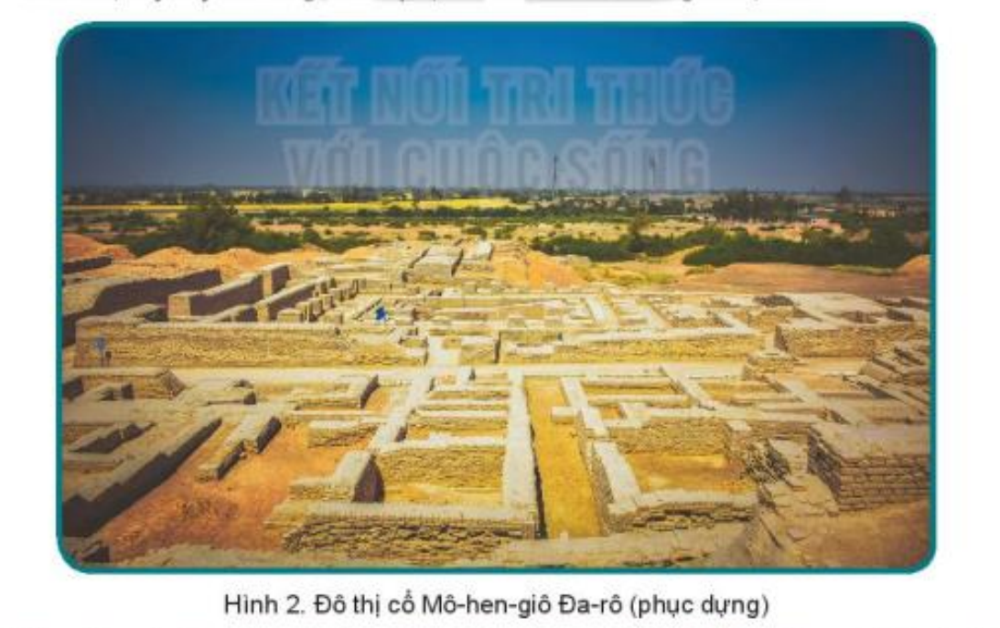 KẾT NỐI TRI THỨC
VỚI CUỘC SỐNG
Hình 2. Đô thị cổ Mô-hen-giô Đa-rô (phục dựng)